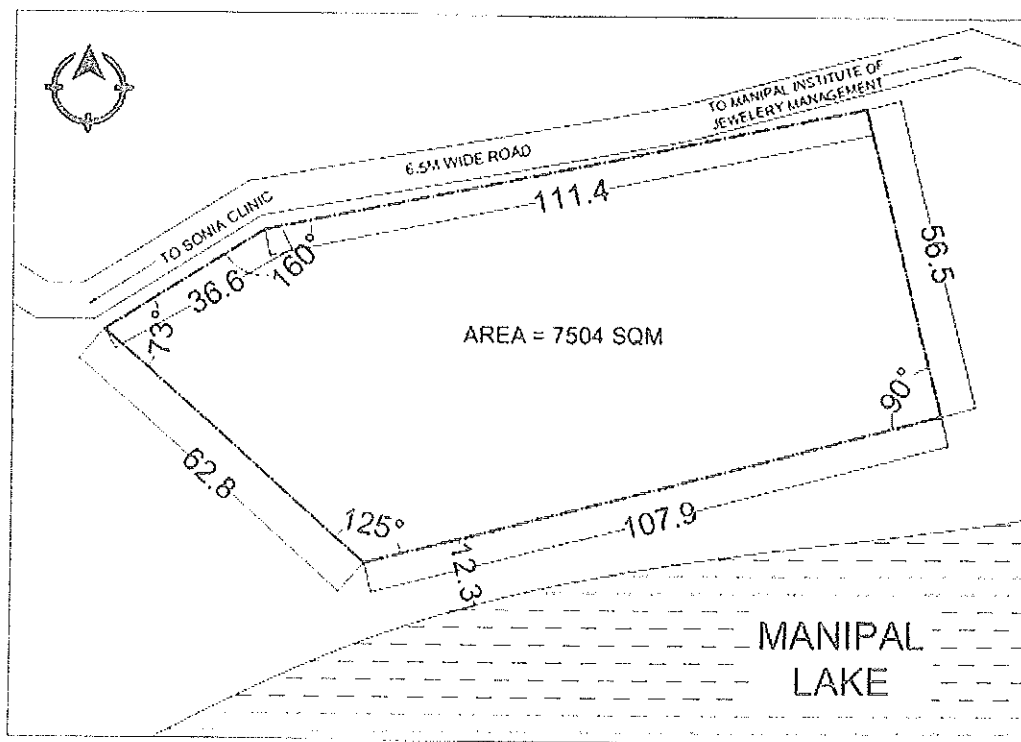 TO MANIPAL INSTITUTE OF
JEWELERY MANAGEMENT
6.5M WIDE ROAD
TO SONIA CLINIC
111.4
36.6
160°
56.5
73°
AREA = 7504 SQM
90°
62.8
125°
107.9
12.31
MANIPAL
LAKE